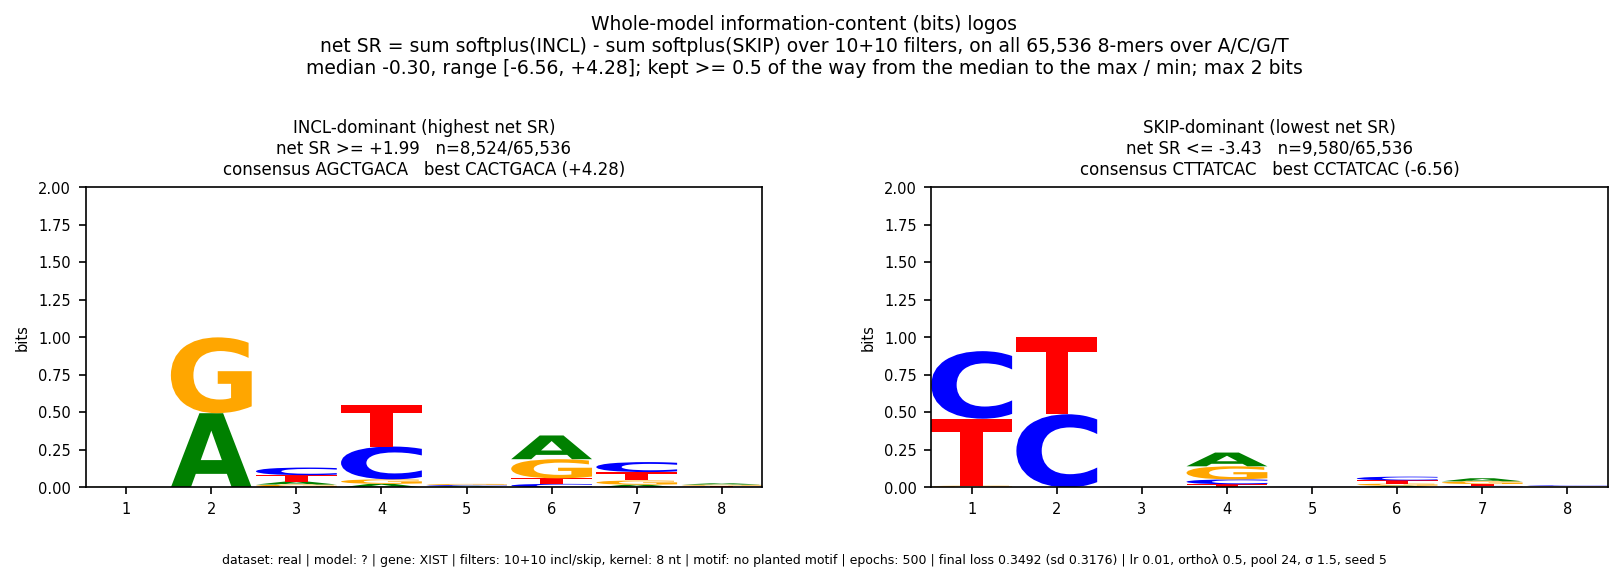 Whole-model information-content (bits) logos
net SR = sum softplus(INCL) - sum softplus(SKIP) over 10+10 filters, on all 65,536 8-mers over A/C/G/T
median -0.30, range [-6.56, +4.28]; kept >= 0.5 of the way from the median to the max / min; max 2 bits
INCL-dominant (highest net SR)
net SR >= +1.99   n=8,524/65,536
consensus AGCTGACA   best CACTGACA (+4.28)
2.00
1.75
1.50
1.25
1.00
0.75
0.50
0.25
0.00
bits
G
A
C
T
A
T
C
G
A
A
G
T
C
C
T
G
A
1 2 3 4 5 6 7 8
SKIP-dominant (lowest net SR)
net SR <= -3.43   n=9,580/65,536
consensus CTTATCAC   best CCTATCAC (-6.56)
2.00
1.75
1.50
1.25
1.00
0.75
0.50
0.25
0.00
bits
C
T
T
C
A
G
C
T
C
T
G
A
G
T
1 2 3 4 5 6 7 8
dataset: real | model: ? | gene: XIST | filters: 10+10 incl/skip, kernel: 8 nt | motif: no planted motif | epochs: 500 | final loss 0.3492 (sd 0.3176) | lr 0.01, orthoλ 0.5, pool 24, σ 1.5, seed 5